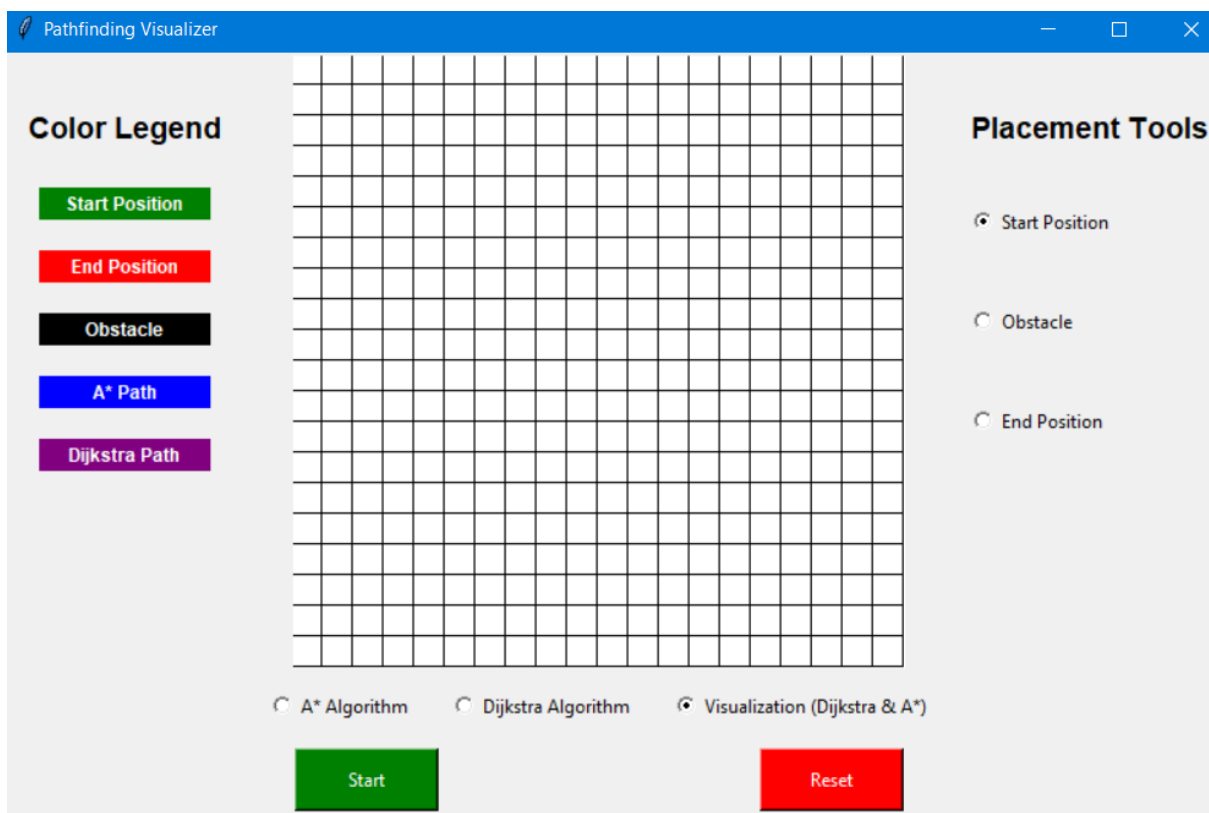 Pathfinding Visualizer
Color Legend
Start Position
End Position
Obstacle
A* Path
Dijkstra Path
Placement Tools
Start Position
Obstacle
End Position
A* Algorithm
Dijkstra Algorithm
Visualization (Dijkstra & A*)
Start
Reset